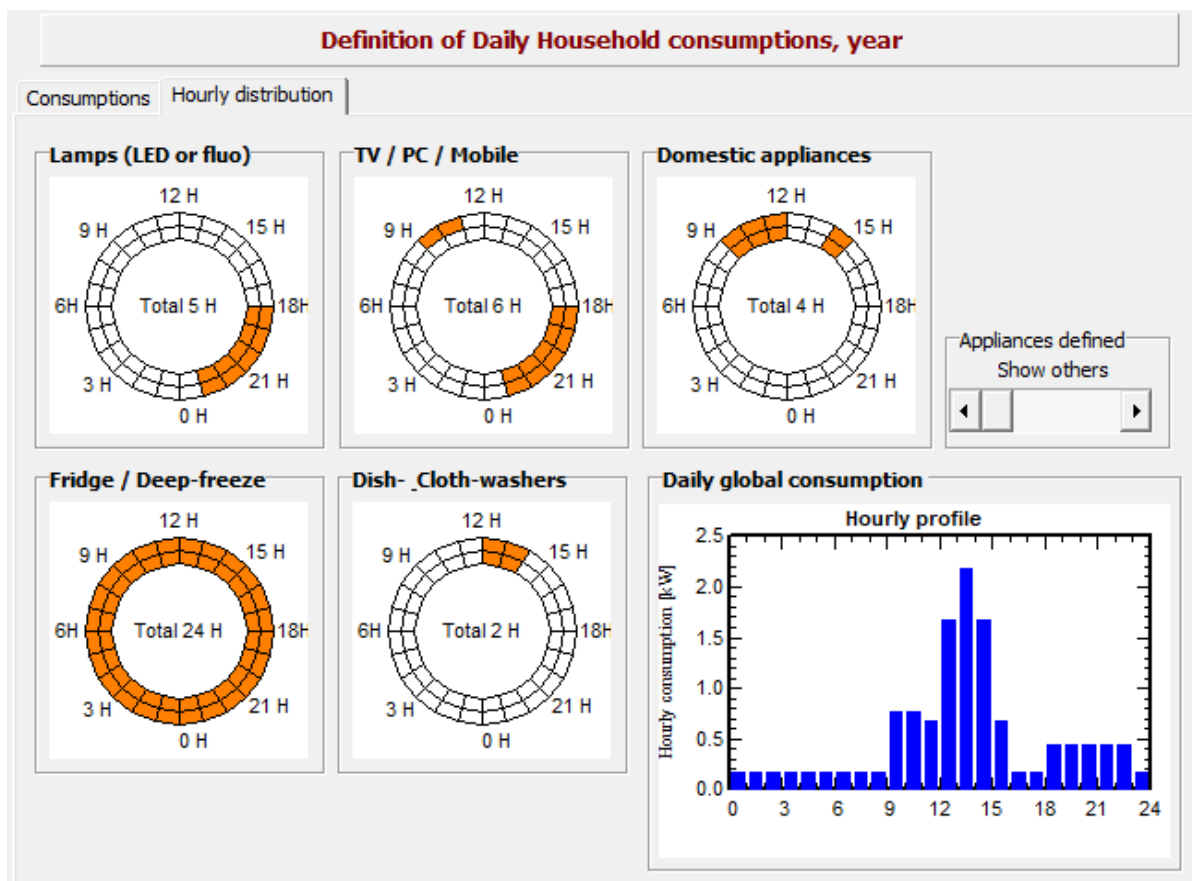 Definition of Daily Household consumptions, year
Consumptions
Hourly distribution
Lamps (LED or fluo)
12 H
9 H
15 H
6H
Total 5 H
18H
3 H
21 H
0 H
TV / PC / Mobile
12 H
9 H
15 H
6H
Total 6 H
18H
3 H
21 H
0 H
Domestic appliances
12 H
9 H
15 H
6H
Total 4 H
18H
3 H
21 H
0 H
Appliances defined
Show others
Fridge / Deep-freeze
12 H
9 H
15 H
6H
Total 24 H
18H
3 H
21 H
0 H
Dish- _Cloth-washers
12 H
9 H
15 H
6H
Total 2 H
18H
3 H
21 H
0 H
Daily global consumption
Hourly profile
Hourly consumption [kW]
2.5
2.0
1.5
1.0
0.5
0.0
0 3 6 9 12 15 18 21 24